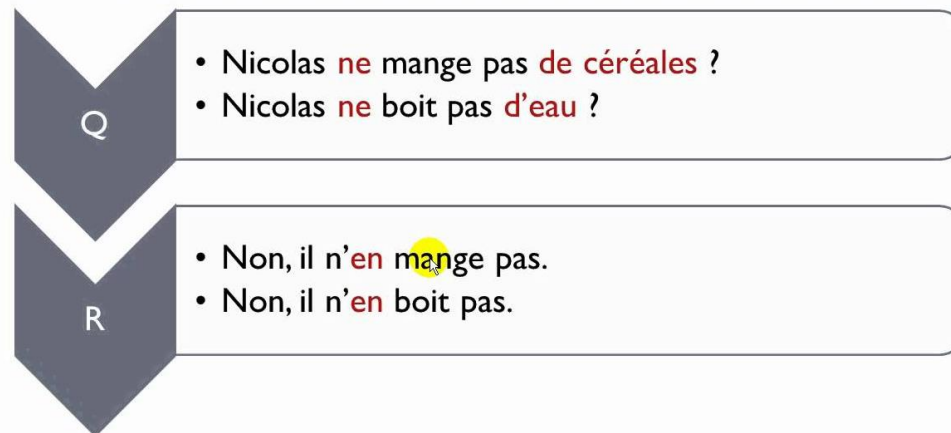 Q
• Nicolas ne mange pas de céréales ?
• Nicolas ne boit pas d’eau ?
R
• Non, il n’en mange pas.
• Non, il n’en boit pas.